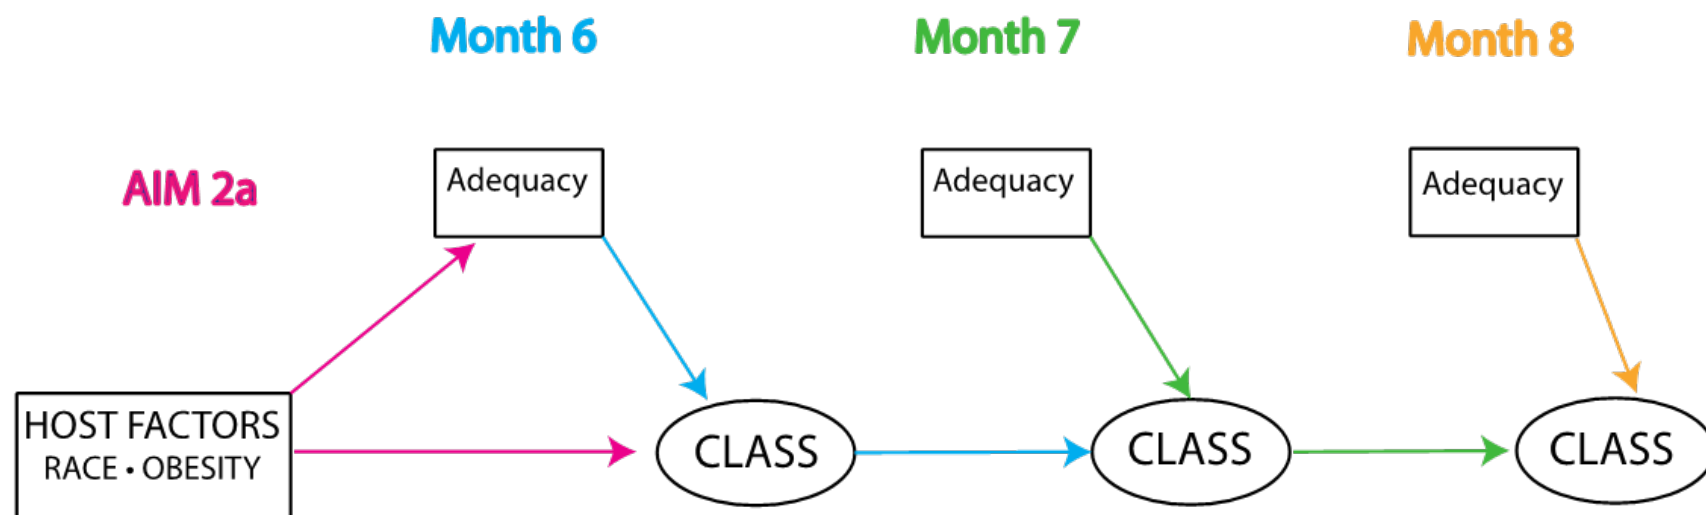 Month 6
Month 7
Month 8
AIM 2a
Adequacy
Adequacy
Adequacy
HOST FACTORS
RACE • OBESITY
CLASS
CLASS
CLASS